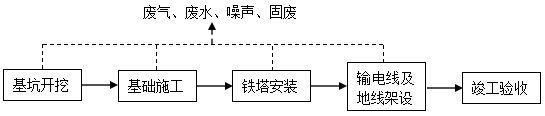 废气、废水、噪声、固废
基坑开挖
基础施工
铁塔安装
输电线及
地线架设
竣工验收